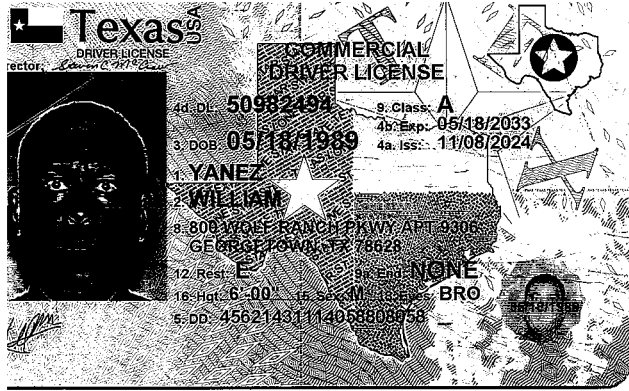 Texas USA
DRIVER LICENSE
COMMERCIAL
DRIVER LICENSE
4d. DL: 50982494 9. Class: A
4b. Exp: 05/18/2033
3. DOB: 05/18/1989 4a. Iss: 11/08/2024
1. YANEZ
2. WILLIAM
8. 800 WOLF RANCH PKWY APT 9306
GEORGETOWN, TX 78628
12. Rest: E 9a. End: NONE
16. Hgt: 6'-00" 15. Sex: M 18. Eyes: BRO
5. DD: 45621431114058808058